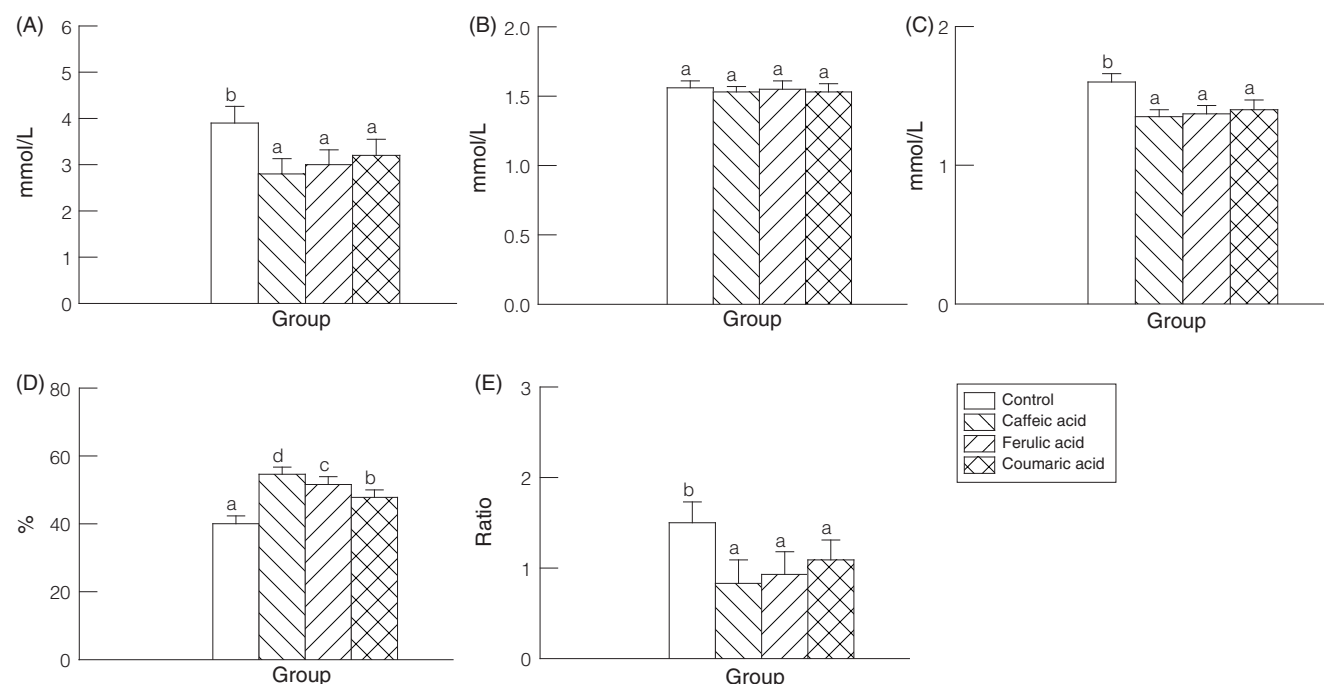 (A)
6
5
4
3
2
1
0
mmol/L
b
a
a
a
Group
(B)
2.0
1.5
1.0
0.5
0.0
mmol/L
a
a
a
a
Group
(C)
2
1
0
mmol/L
b
a
a
a
Group
(D)
80
60
40
20
0
%
a
d
c
b
Group
(E)
3
2
1
0
Ratio
b
a
a
a
Group
Control
Caffeic acid
Ferulic acid
Coumaric acid